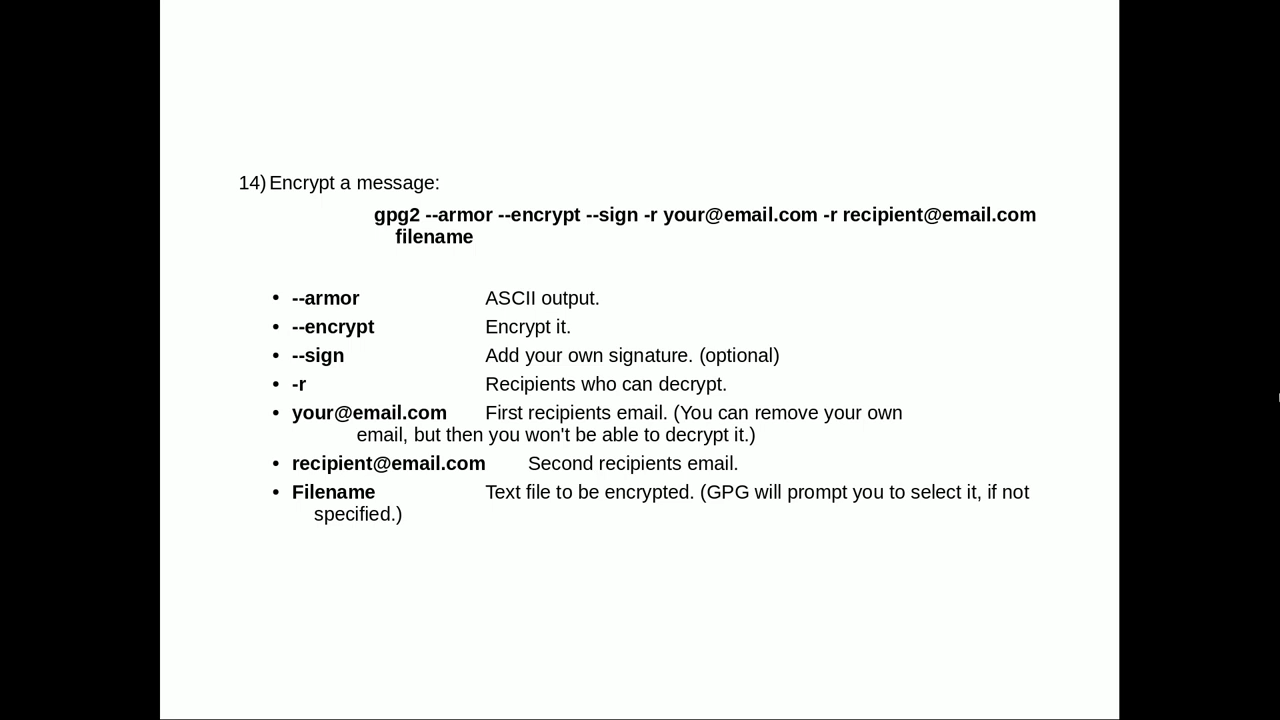 14) Encrypt a message:
gpg2 --armor --encrypt --sign -r your@email.com -r recipient@email.com
filename
• --armor ASCII output.
• --encrypt Encrypt it.
• --sign Add your own signature. (optional)
• -r Recipients who can decrypt.
• your@email.com First recipients email. (You can remove your own
email, but then you won't be able to decrypt it.)
• recipient@email.com Second recipients email.
• Filename Text file to be encrypted. (GPG will prompt you to select it, if not
specified.)